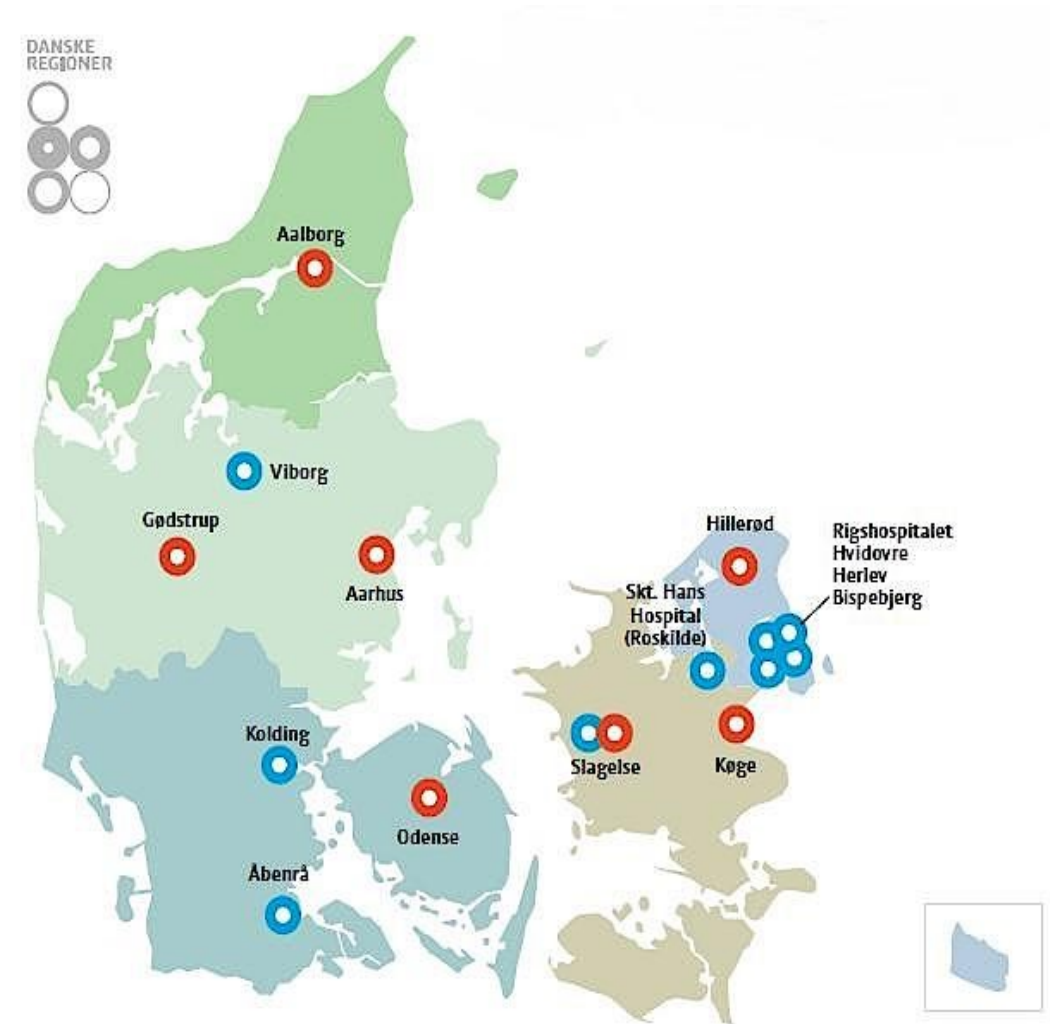 DANSKE
REGIONER
Aalborg
Viborg
Gødstrup
Aarhus
Hillerød
Rigshospitalet
Hvidovre
Herlev
Bispebjerg
Skt. Hans
Hospital
(Roskilde)
Kolding
Slagelse
Køge
Odense
Åbenrå